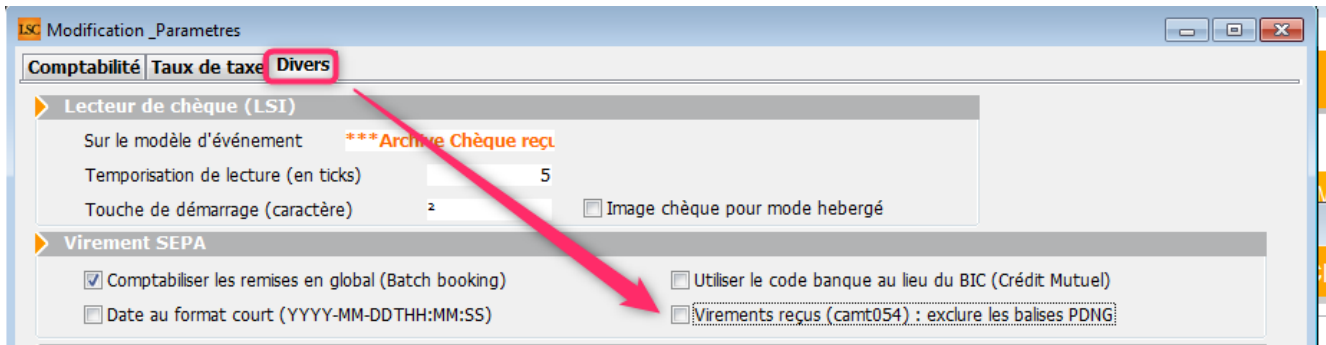 LSC Modification _Parametres
Comptabilité Taux de taxe Divers
Lecteur de chèque (LSI)
Sur le modèle d'événement ***Archive Chèque reçu
Temporisation de lecture (en ticks) 5
Touche de démarrage (caractère) ² Image chèque pour mode hebergé
Virement SEPA
Comptabiliser les remises en global (Batch booking) Utiliser le code banque au lieu du BIC (Crédit Mutuel)
Date au format court (YYYY-MM-DDTHH:MM:SS) Virements reçus (camt054) : exclure les balises PDNG